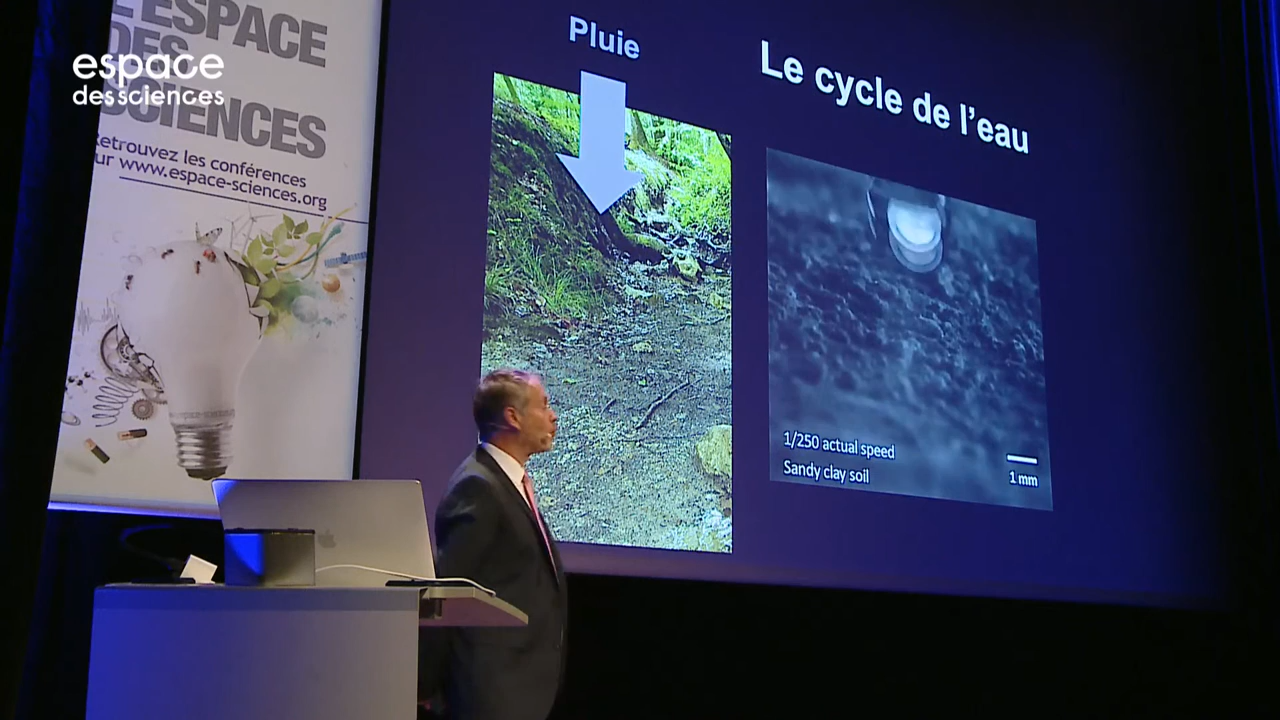 L'ESPACE
DES
SCIENCES
espace
des sciences
Retrouvez les conférences
sur www.espace-sciences.org
Pluie
Le cycle de l'eau
1/250 actual speed
Sandy clay soil
1 mm